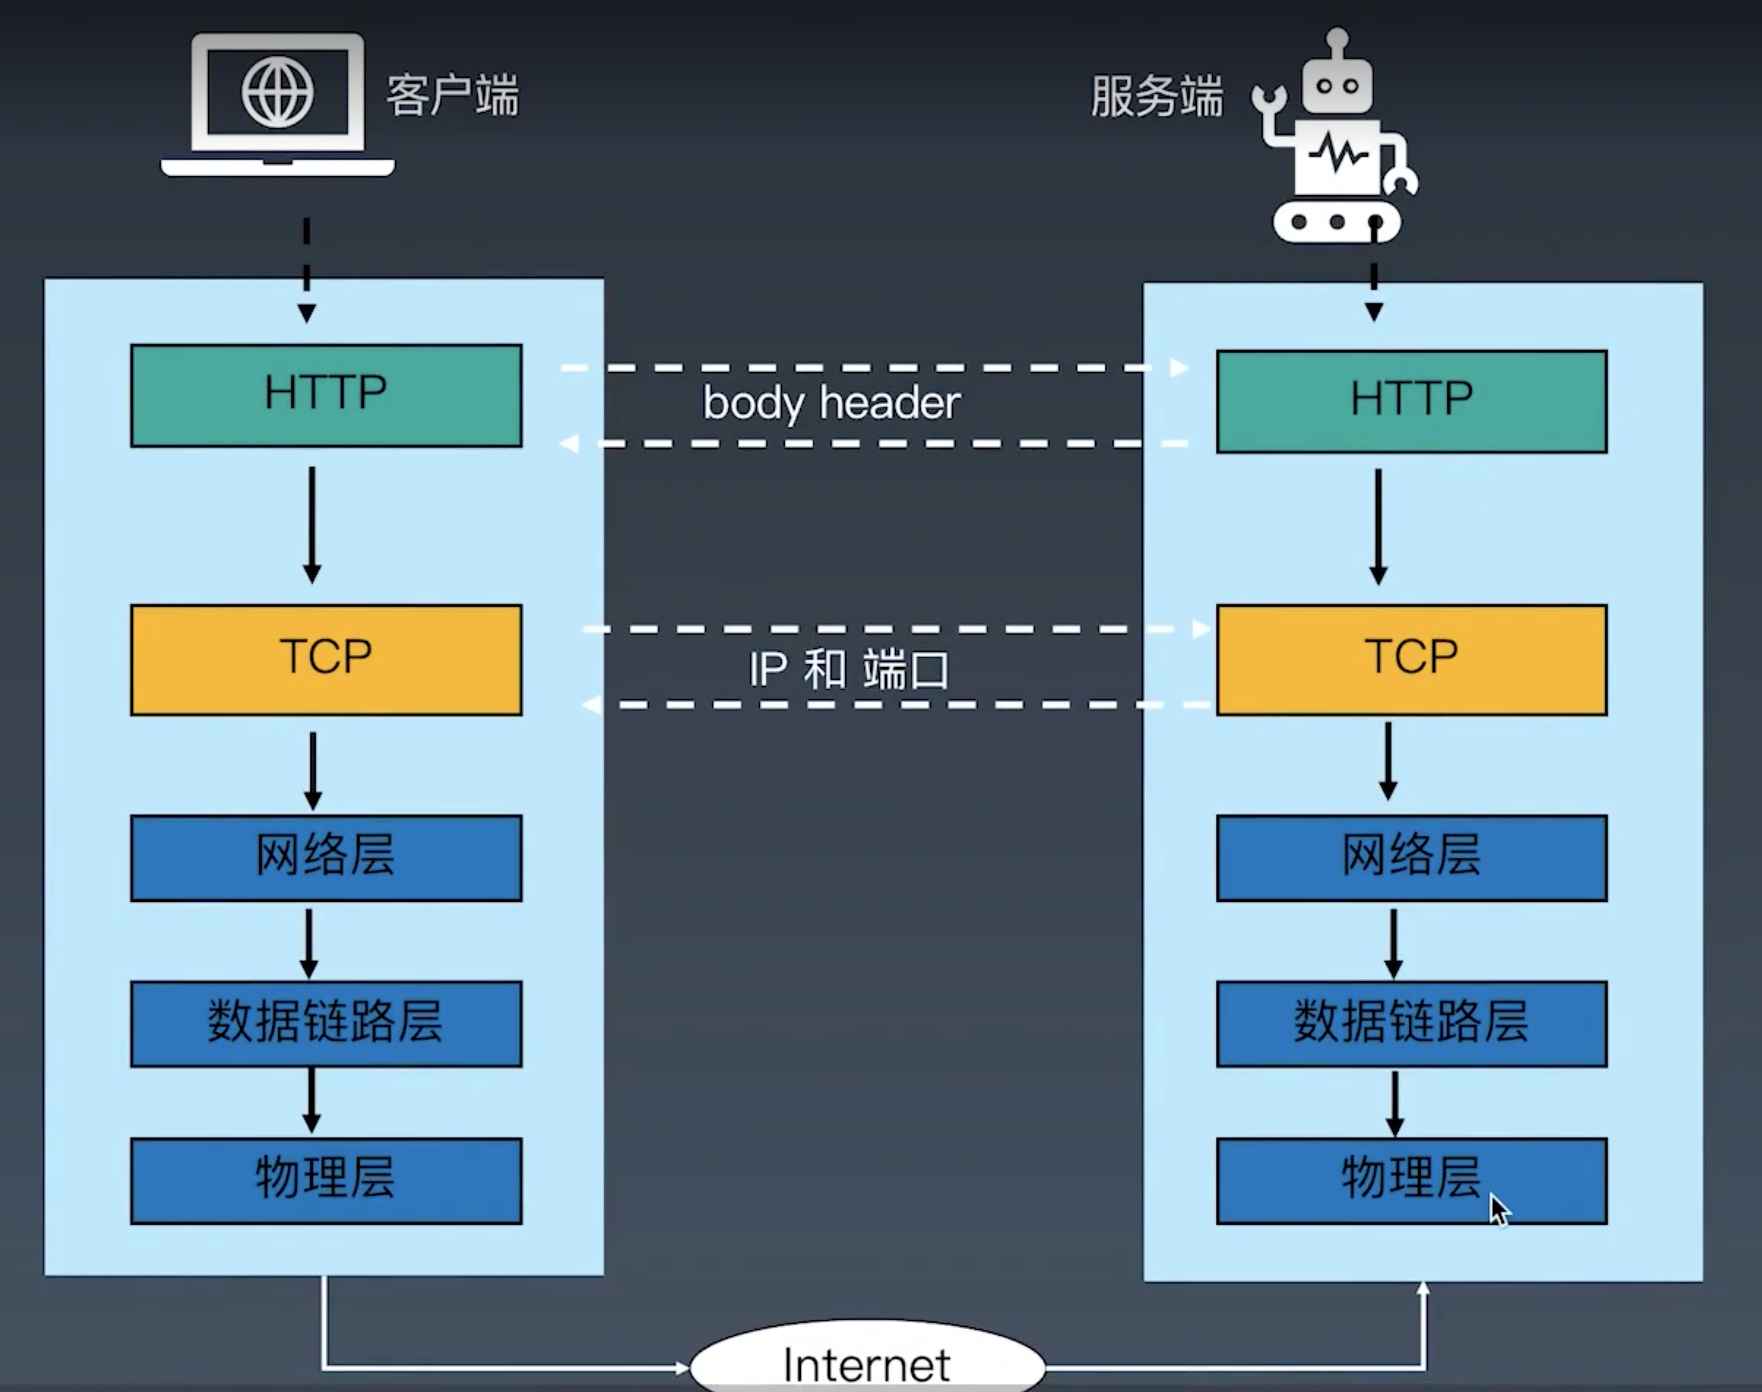 客户端
服务端
HTTP
body header
HTTP
TCP
IP 和 端口
TCP
网络层
网络层
数据链路层
数据链路层
物理层
物理层
Internet